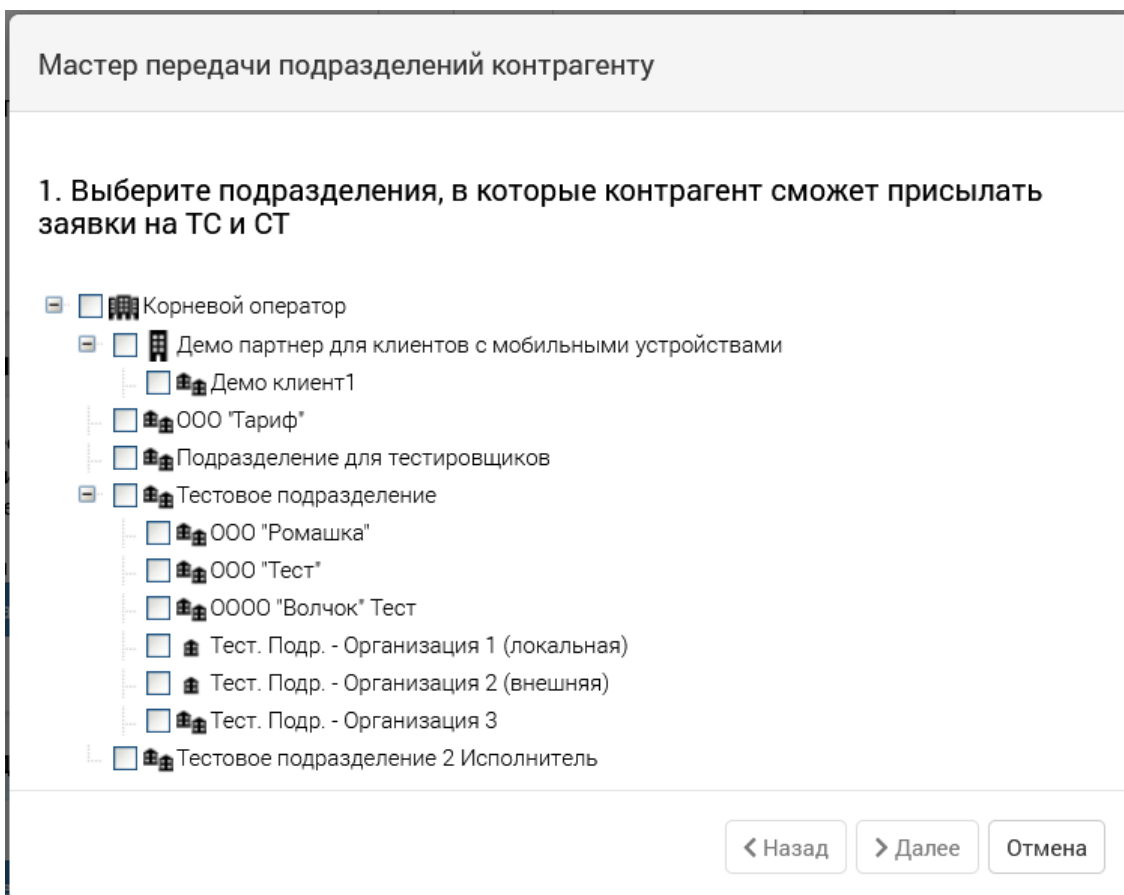 Мастер передачи подразделений контрагенту
1. Выберите подразделения, в которые контрагент сможет присылать
заявки на ТС и СТ
Корневой оператор
Демо партнер для клиентов с мобильными устройствами
Демо клиент1
ООО "Тариф"
Подразделение для тестировщиков
Тестовое подразделение
ООО "Ромашка"
ООО "Тест"
ОООО "Волчок" Тест
Тест. Подр. - Организация 1 (локальная)
Тест. Подр. - Организация 2 (внешняя)
Тест. Подр. - Организация 3
Тестовое подразделение 2 Исполнитель
Назад Далее Отмена